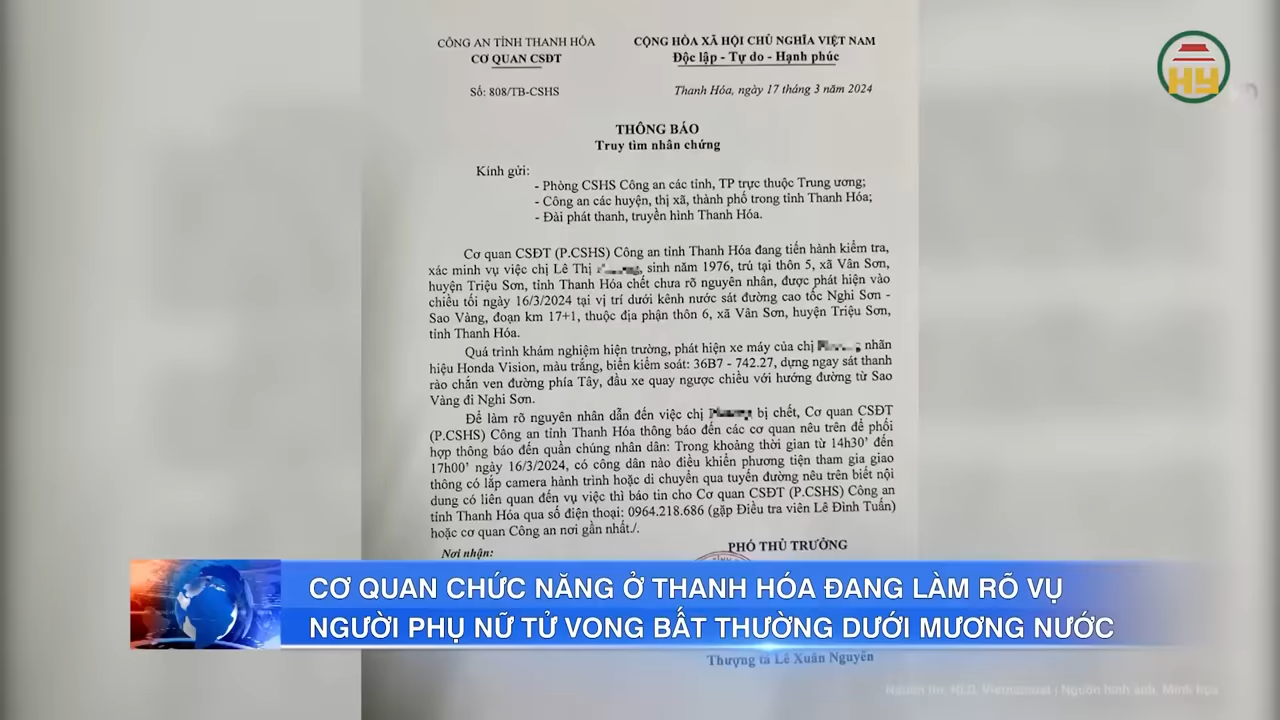 CÔNG AN TỈNH THANH HÓA
CƠ QUAN CSĐT
Số: 808/TB-CSHS
CỘNG HÒA XÃ HỘI CHỦ NGHĨA VIỆT NAM
Độc lập - Tự do - Hạnh phúc
Thanh Hóa, ngày 17 tháng 3 năm 2024
HY
THÔNG BÁO
Truy tìm nhân chứng
Kính gửi:
- Phòng CSHS Công an các tỉnh, TP trực thuộc Trung ương;
- Công an các huyện, thị xã, thành phố trong tỉnh Thanh Hóa;
- Đài phát thanh, truyền hình Thanh Hóa.
Cơ quan CSĐT (P.CSHS) Công an tỉnh Thanh Hóa đang tiến hành kiểm tra,
xác minh vụ việc chị Lê Thị , sinh năm 1976, trú tại thôn 5, xã Vân Sơn,
huyện Triệu Sơn, tỉnh Thanh Hóa chết chưa rõ nguyên nhân, được phát hiện vào
chiều tối ngày 16/3/2024 tại vị trí dưới kênh nước sát đường cao tốc Nghi Sơn -
Sao Vàng, đoạn km 17+1, thuộc địa phận thôn 6, xã Vân Sơn, huyện Triệu Sơn,
tỉnh Thanh Hóa.
Quá trình khám nghiệm hiện trường, phát hiện xe máy của chị nhãn
hiệu Honda Vision, màu trắng, biển kiểm soát: 36B7 - 742.27, dựng ngay sát thanh
rào chắn ven đường phía Tây, đầu xe quay ngược chiều với hướng đường từ Sao
Vàng đi Nghi Sơn.
Để làm rõ nguyên nhân dẫn đến việc chị bị chết, Cơ quan CSĐT
(P.CSHS) Công an tỉnh Thanh Hóa thông báo đến các cơ quan nêu trên để phối
hợp thông báo đến quần chúng nhân dân: Trong khoảng thời gian từ 14h30’ đến
17h00’ ngày 16/3/2024, có công dân nào điều khiển phương tiện tham gia giao
thông có lắp camera hành trình hoặc di chuyển qua tuyến đường nêu trên biết nội
dung có liên quan đến vụ việc thì báo tin cho Cơ quan CSĐT (P.CSHS) Công an
tỉnh Thanh Hóa qua số điện thoại: 0964.218.686 (gặp Điều tra viên Lê Đình Tuấn)
hoặc cơ quan Công an nơi gần nhất./.
Nơi nhận:
PHÓ THỦ TRƯỞNG
CƠ QUAN CHỨC NĂNG Ở THANH HÓA ĐANG LÀM RÕ VỤ
NGƯỜI PHỤ NỮ TỬ VONG BẤT THƯỜNG DƯỚI MƯƠNG NƯỚC
Thượng tá Lê Xuân Nguyên
Nguồn tin: NLĐ, Vietnamnet | Nguồn hình ảnh: Minh họa